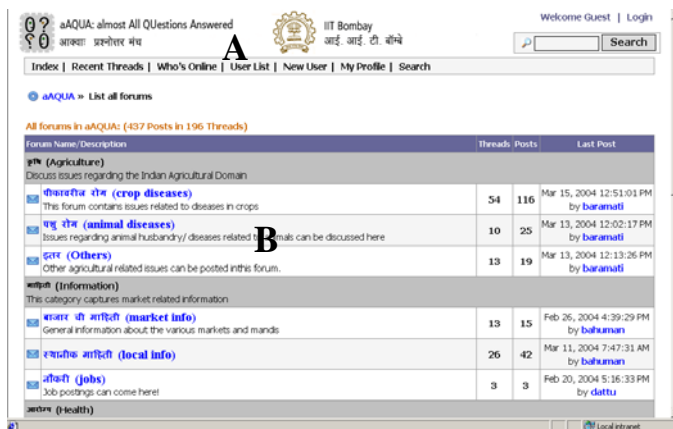 aAQUA: almost All QUestions Answered
आक्वा प्रश्नोत्तर मंच
IIT Bombay
आई. आई. टी. बॉम्बे
Welcome Guest | Login
Search
A
Index | Recent Threads | Who's Online | User List | New User | My Profile | Search
aAQUA » List all forums
All forums in aAQUA: (437 Posts in 196 Threads)
Forum Name/Description Threads Posts Last Post
कृषि (Agriculture)
Discuss issues regarding the Indian Agricultural Domain
पीकावरील रोग (crop diseases) 54 116 Mar 15, 2004 12:51:01 PM
This forum contains issues related to diseases in crops by baramati
पशु रोग (animal diseases) 10 25 Mar 13, 2004 12:02:17 PM
Issues regarding animal husbandry/ diseases related to animals can be discussed here by baramati
B
इतर (Others) 13 19 Mar 13, 2004 12:13:26 PM
Other agricultural related issues can be posted inthis forum. by baramati
माहिती (Information)
This category captures market related information
बाजार ची माहिती (market info) 13 15 Feb 26, 2004 4:39:29 PM
General information about the various markets and mandis by bahuman
स्थानीक माहिती (local info) 26 42 Mar 11, 2004 7:47:31 AM
by bahuman
नौकरी (jobs) 3 3 Feb 20, 2004 5:16:33 PM
Job postings can come here! by dattu
आरोग्य (Health)
Local intranet